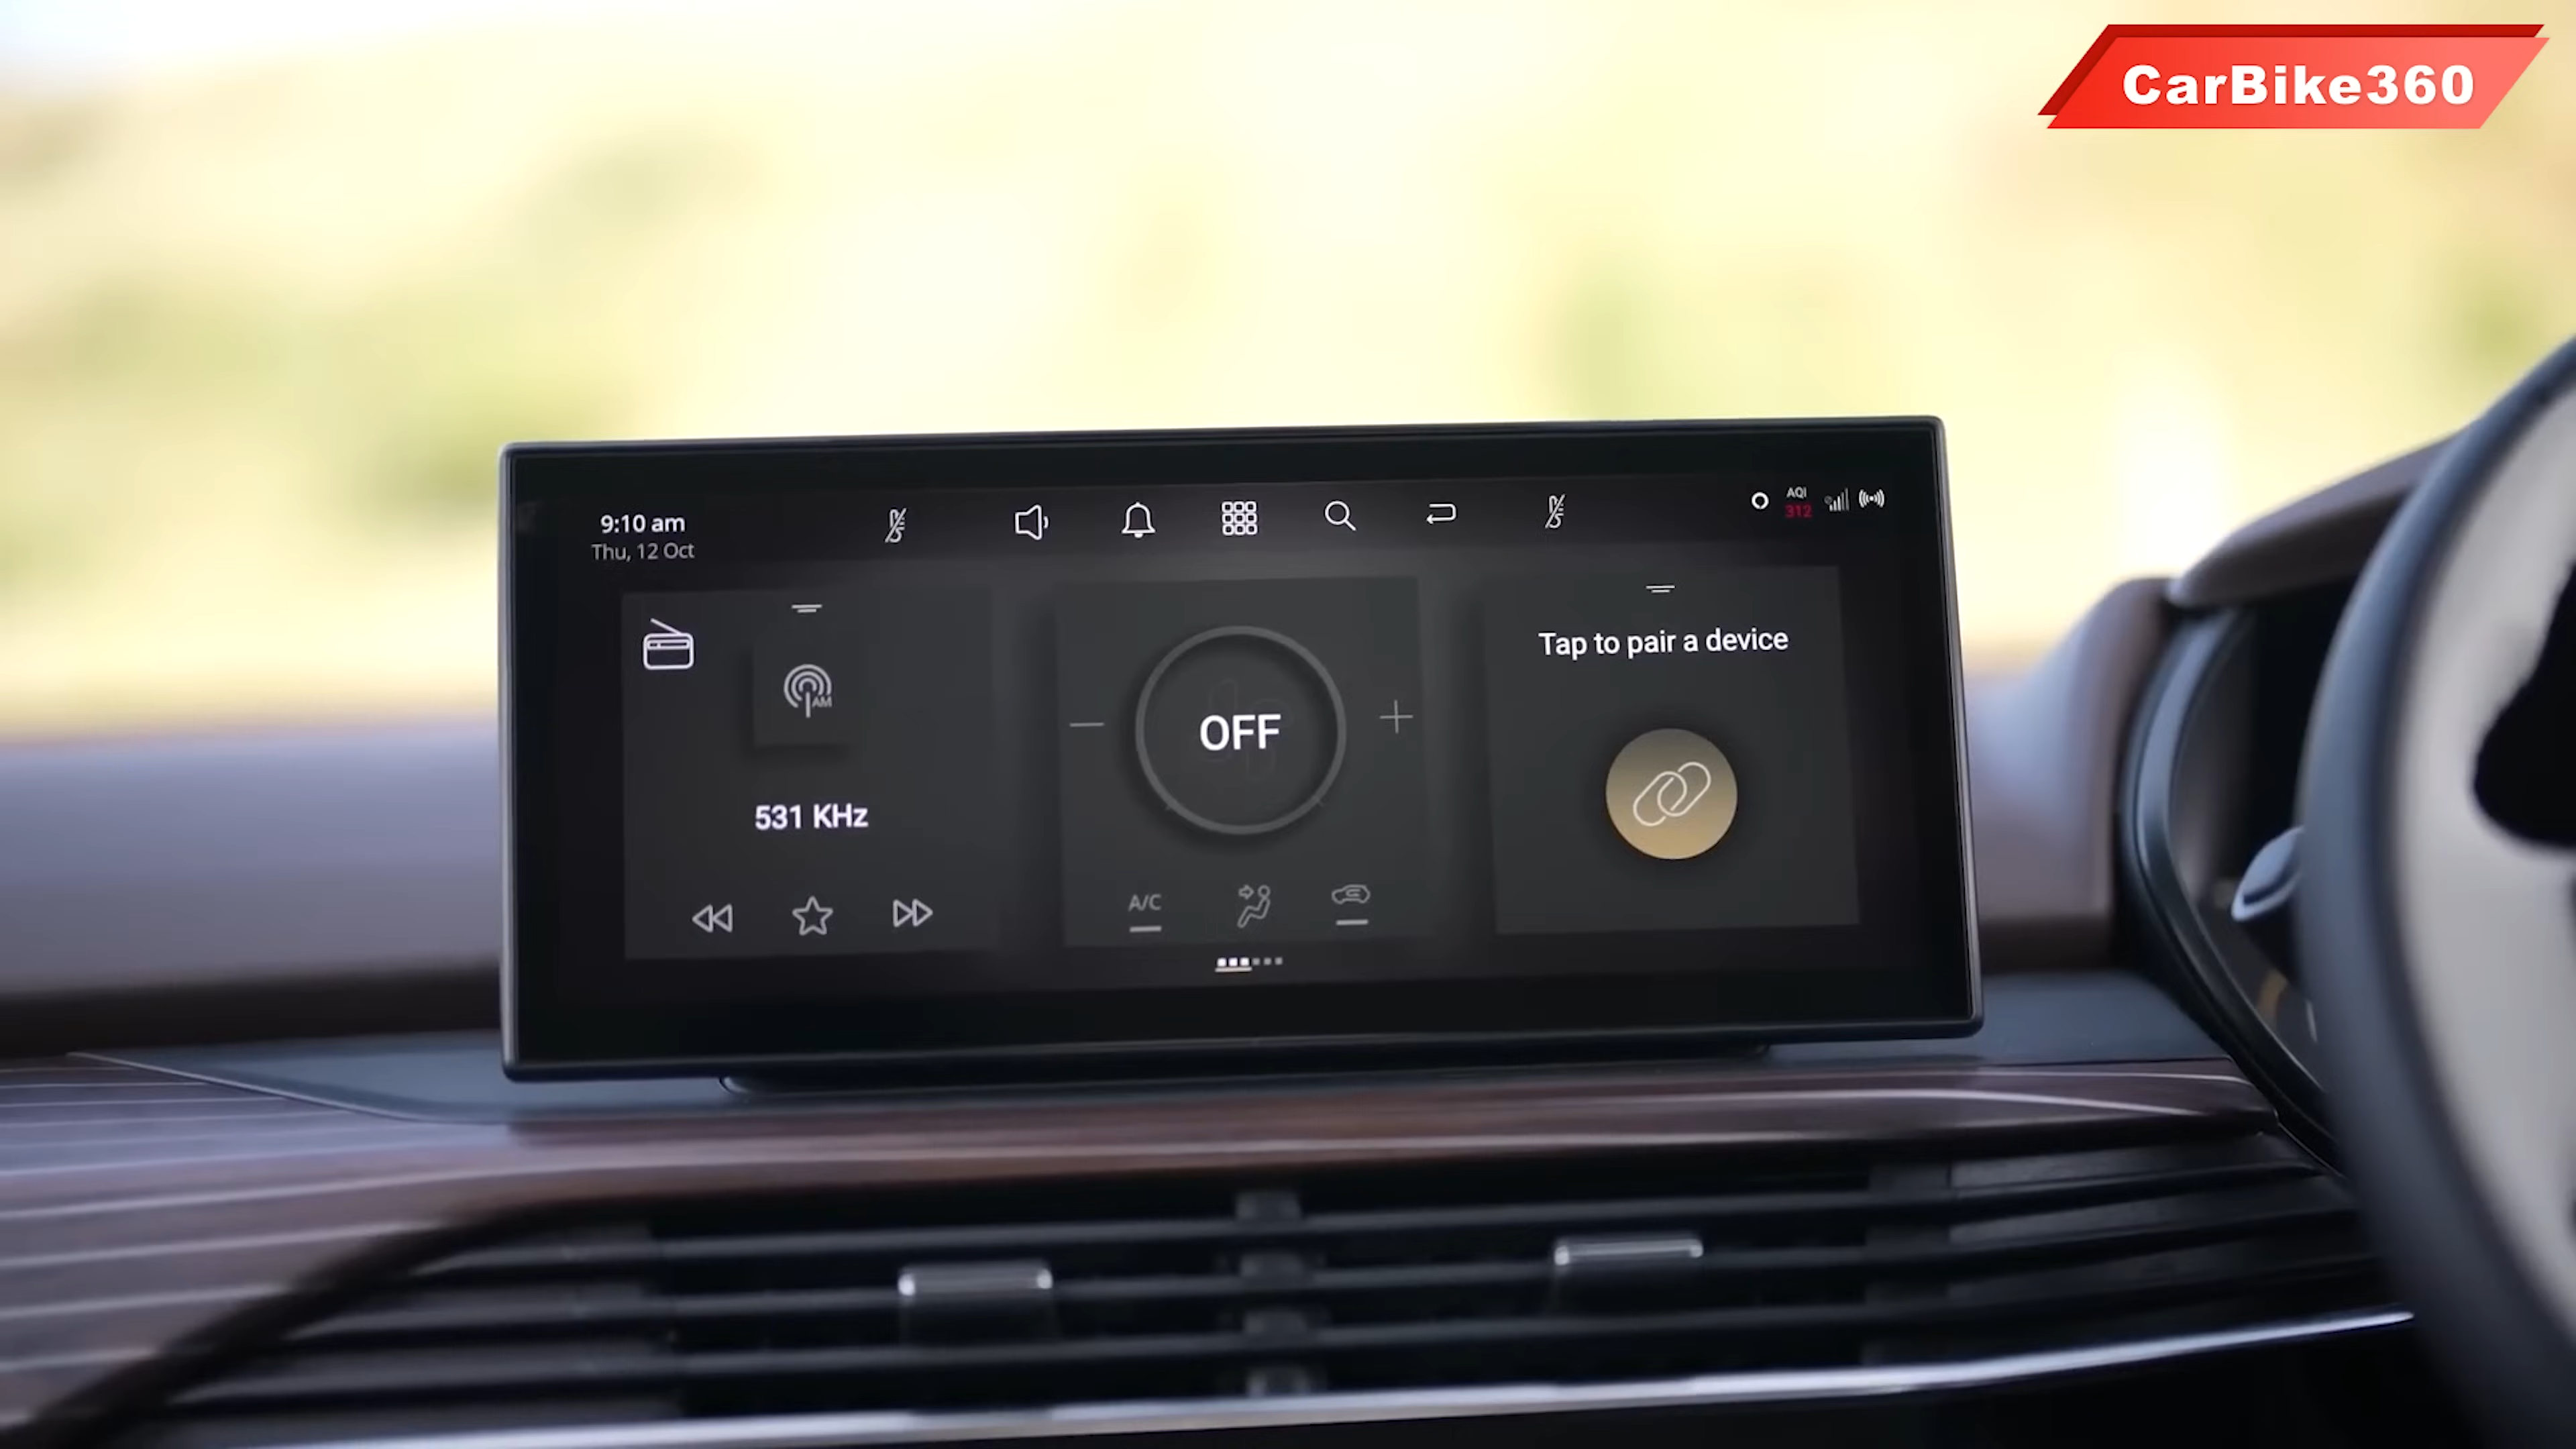 CarBike360
9:10 am
Thu, 12 Oct
AQI
312
AM
531 KHz
OFF
A/C
Tap to pair a device